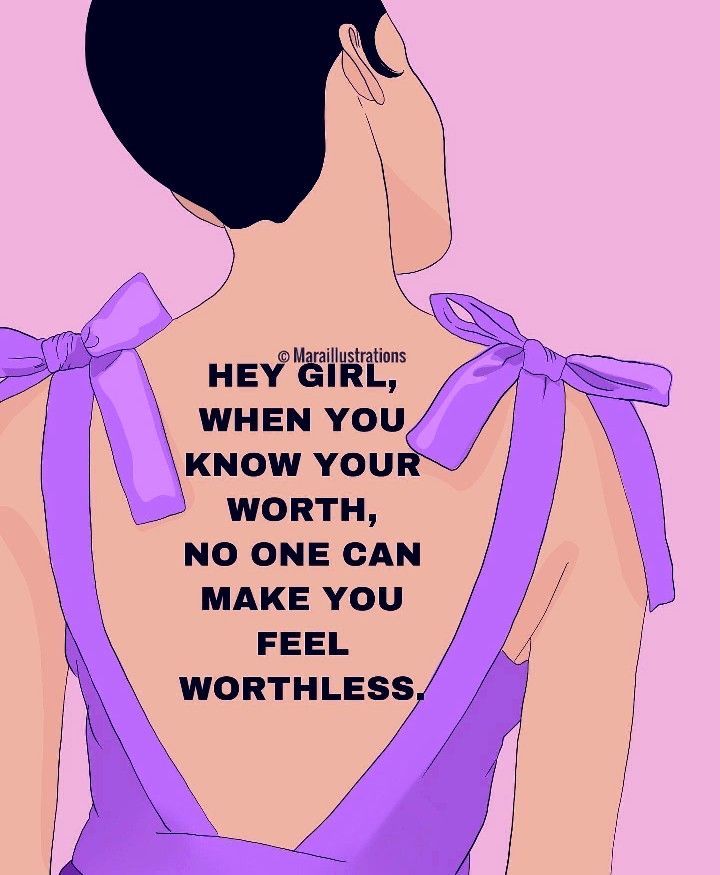 © Maraillustrations
HEY GIRL,
WHEN YOU
KNOW YOUR
WORTH,
NO ONE CAN
MAKE YOU
FEEL
WORTHLESS.